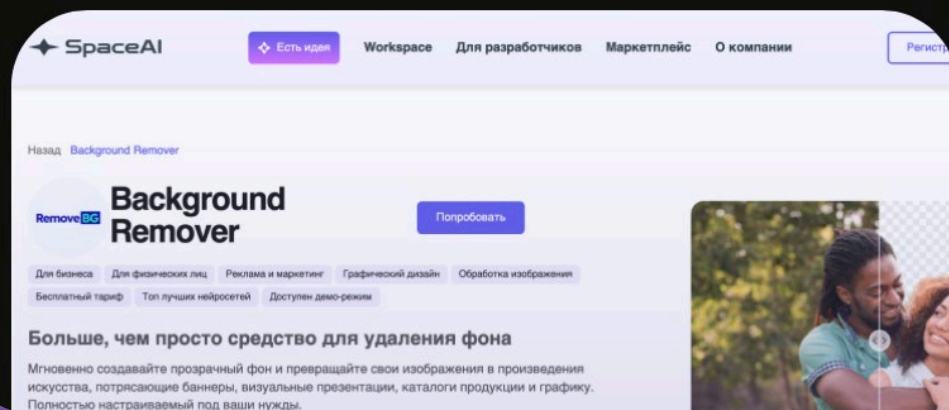 SpaceAI
Есть идея
Workspace
Для разработчиков
Маркетплейс
О компании
Назад Background Remover
RemoveBG
Background
Remover
Попробовать
Для бизнеса
Для физических лиц
Реклама и маркетинг
Графический дизайн
Обработка изображения
Бесплатный тариф
Топ лучших нейросетей
Доступен демо-режим
Больше, чем просто средство для удаления фона
Мгновенно создавайте прозрачный фон и превращайте свои изображения в произведения
искусства, потрясающие баннеры, визуальные презентации, каталоги продукции и графику.
Полностью настраиваемый под ваши нужды.